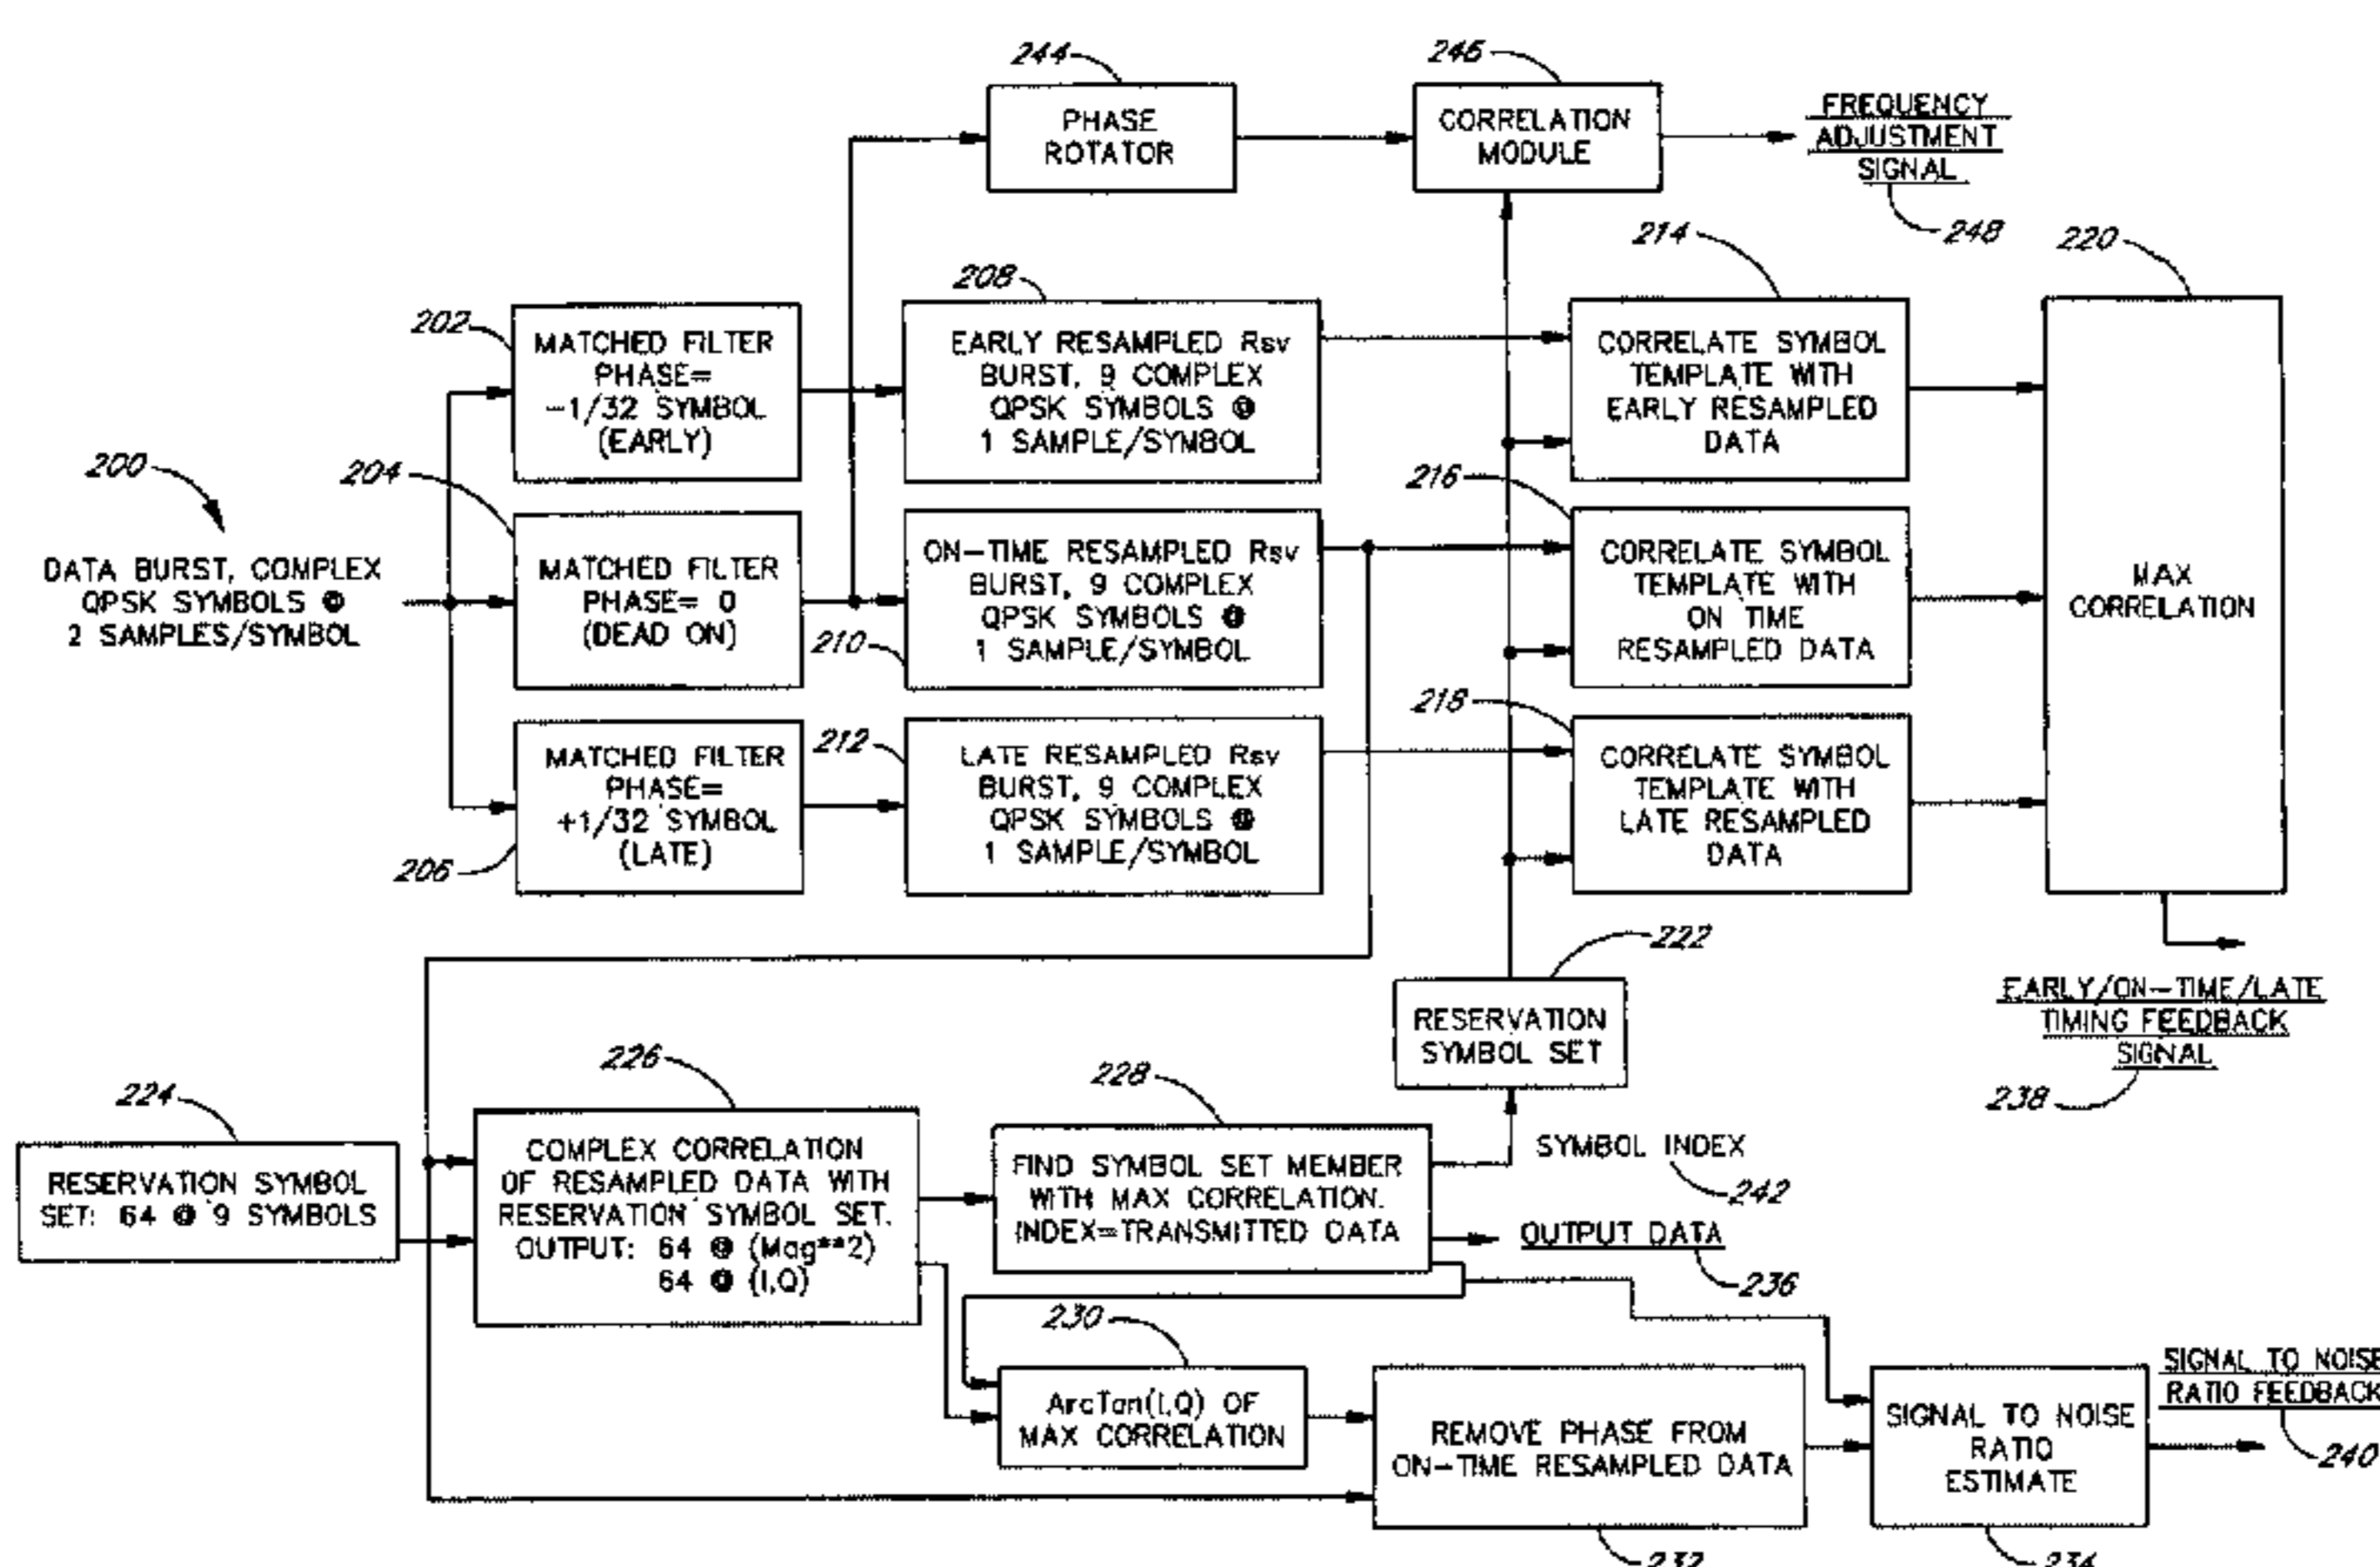 244
246
PHASE
ROTATOR
CORRELATION
MODULE
FREQUENCY
ADJUSTMENT
SIGNAL
248
202
208
214
220
MATCHED FILTER
PHASE=
-1/32 SYMBOL
(EARLY)
EARLY RESAMPLED Rsv
BURST, 9 COMPLEX
QPSK SYMBOLS @
1 SAMPLE/SYMBOL
CORRELATE SYMBOL
TEMPLATE WITH
EARLY RESAMPLED
DATA
200
204
216
DATA BURST, COMPLEX
QPSK SYMBOLS @
2 SAMPLES/SYMBOL
MATCHED FILTER
PHASE= 0
(DEAD ON)
210
ON-TIME RESAMPLED Rsv
BURST, 9 COMPLEX
QPSK SYMBOLS @
1 SAMPLE/SYMBOL
CORRELATE SYMBOL
TEMPLATE WITH
ON TIME
RESAMPLED DATA
MAX
CORRELATION
206
MATCHED FILTER
PHASE=
+1/32 SYMBOL
(LATE)
212
LATE RESAMPLED Rsv
BURST, 9 COMPLEX
QPSK SYMBOLS @
1 SAMPLE/SYMBOL
218
CORRELATE SYMBOL
TEMPLATE WITH
LATE RESAMPLED
DATA
222
RESERVATION
SYMBOL SET
EARLY/ON-TIME/LATE
TIMING FEEDBACK
SIGNAL
238
224
RESERVATION SYMBOL
SET: 64 @ 9 SYMBOLS
226
COMPLEX CORRELATION
OF RESAMPLED DATA WITH
RESERVATION SYMBOL SET.
OUTPUT: 64 @ (Mag**2)
64 @ (I,Q)
228
FIND SYMBOL SET MEMBER
WITH MAX CORRELATION.
INDEX=TRANSMITTED DATA
SYMBOL INDEX
242
OUTPUT DATA
236
230
ArcTan(I,Q) OF
MAX CORRELATION
REMOVE PHASE FROM
ON-TIME RESAMPLED DATA
232
SIGNAL TO NOISE
RATIO
ESTIMATE
234
SIGNAL TO NOISE
RATIO FEEDBACK
240